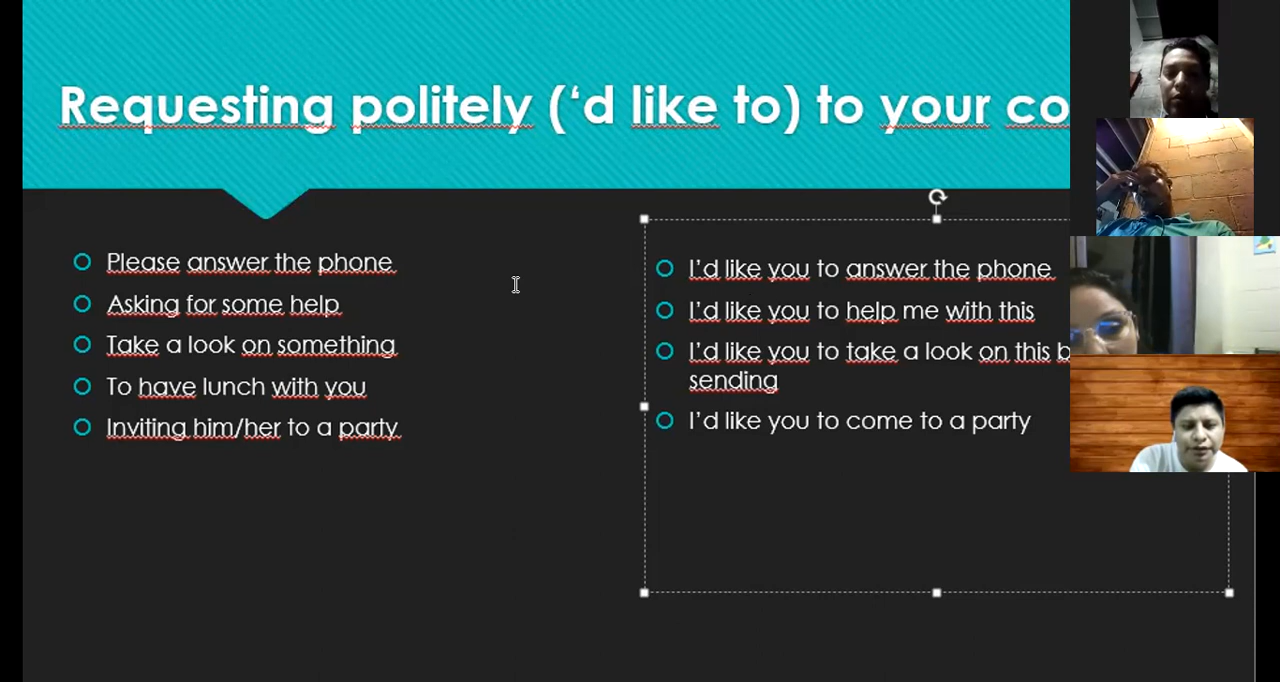 Requesting politely (‘d like to) to your co
Please answer the phone
Asking for some help
Take a look on something
To have lunch with you
Inviting him/her to a party
I’d like you to answer the phone
I’d like you to help me with this
I’d like you to take a look on this b
sending
I’d like you to come to a party